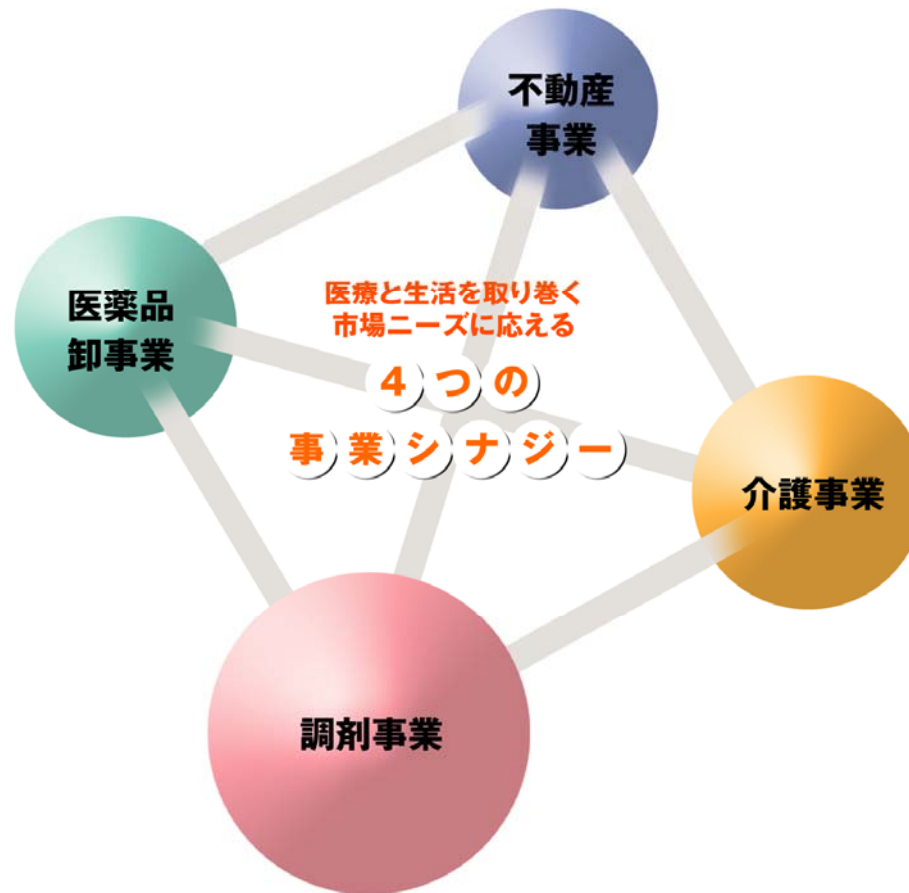 不動産
事業
医薬品
卸事業
医療と生活を取り巻く
市場ニーズに応える
4つの
事業シナジー
介護事業
調剤事業